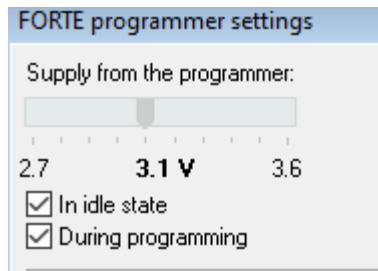 FORTE programmer settings
Supply from the programmer:
2.7 3.1 V 3.6
In idle state
During programming